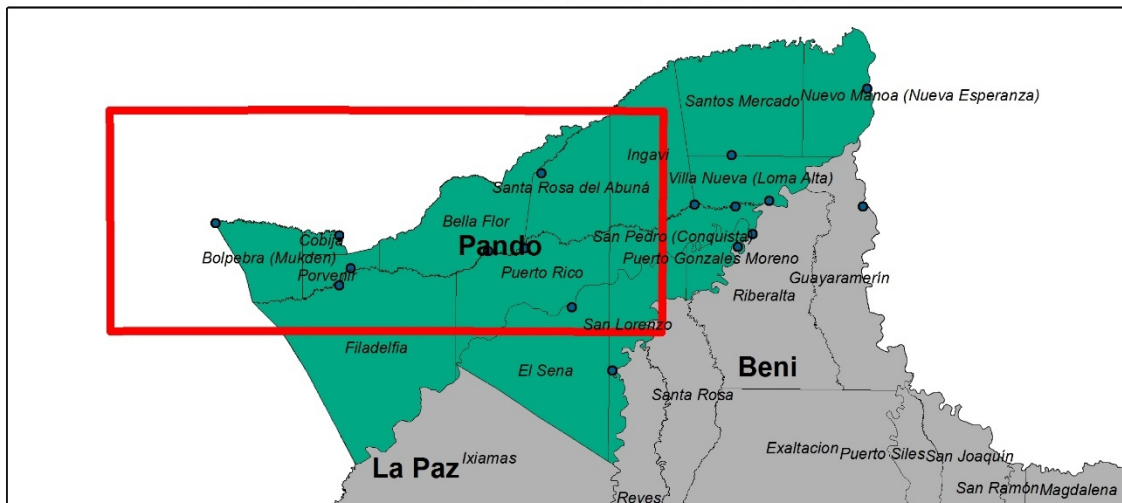 Santos Mercado
Nuevo Manoa (Nueva Esperanza)
Ingavi
Villa Nueva (Loma Alta)
Santa Rosa del Abuná
Bella Flor
Cobija
Pando
San Pedro (Conquista)
Bolpebra (Mukden)
Porvenir
Puerto Rico
Puerto Gonzales Moreno
Guayaramerín
Riberalta
San Lorenzo
Filadelfia
El Sena
Beni
Santa Rosa
La Paz
Ixiamas
Exaltacion
Puerto Siles
San Joaquín
Reyes
San Ramón
Magdalena